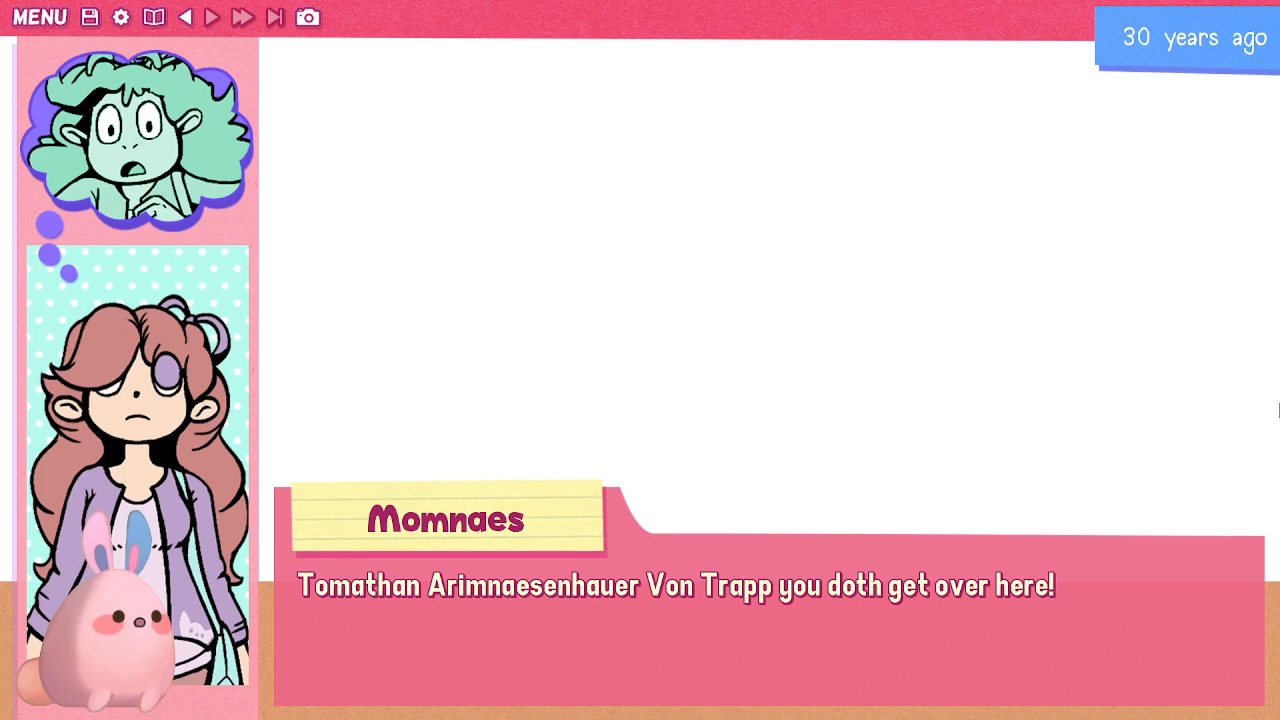 MENU
30 years ago
Momnaes
Tomathan Arimnaesenhauer Von Trapp you doth get over here!